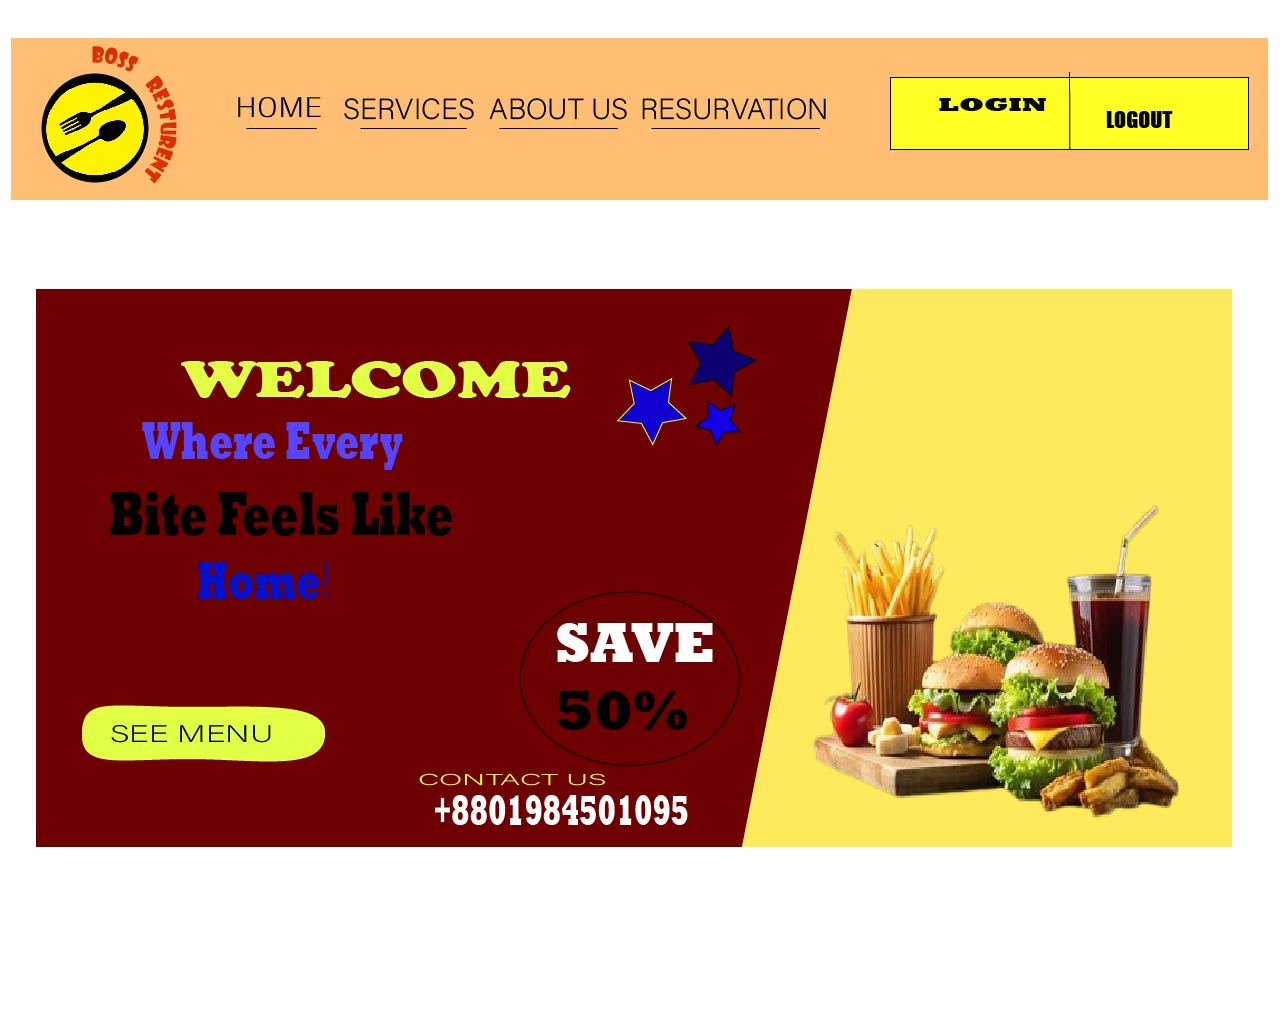 BOSS RESTURENT
HOME SERVICES ABOUT US RESURVATION
LOGIN
LOGOUT
WELCOME
Where Every
Bite Feels Like
Home!
SAVE
50%
SEE MENU
CONTACT US
+8801984501095